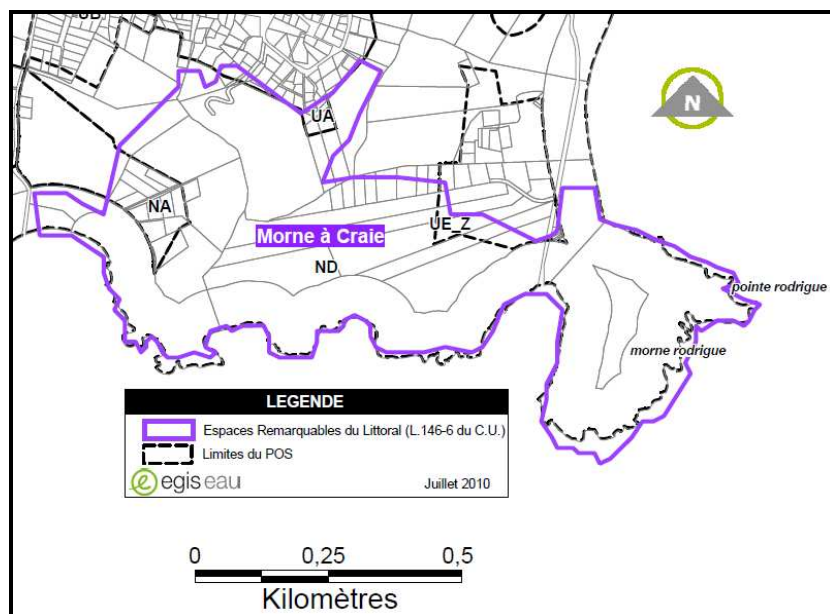 UB
N
UA
NA
UE_Z
Morne à Craie
ND
pointe rodrigue
morne rodrigue
LEGENDE
Espaces Remarquables du Littoral (L.146-6 du C.U.)
Limites du POS
egis eau Juillet 2010
0 0,25 0,5
Kilomètres